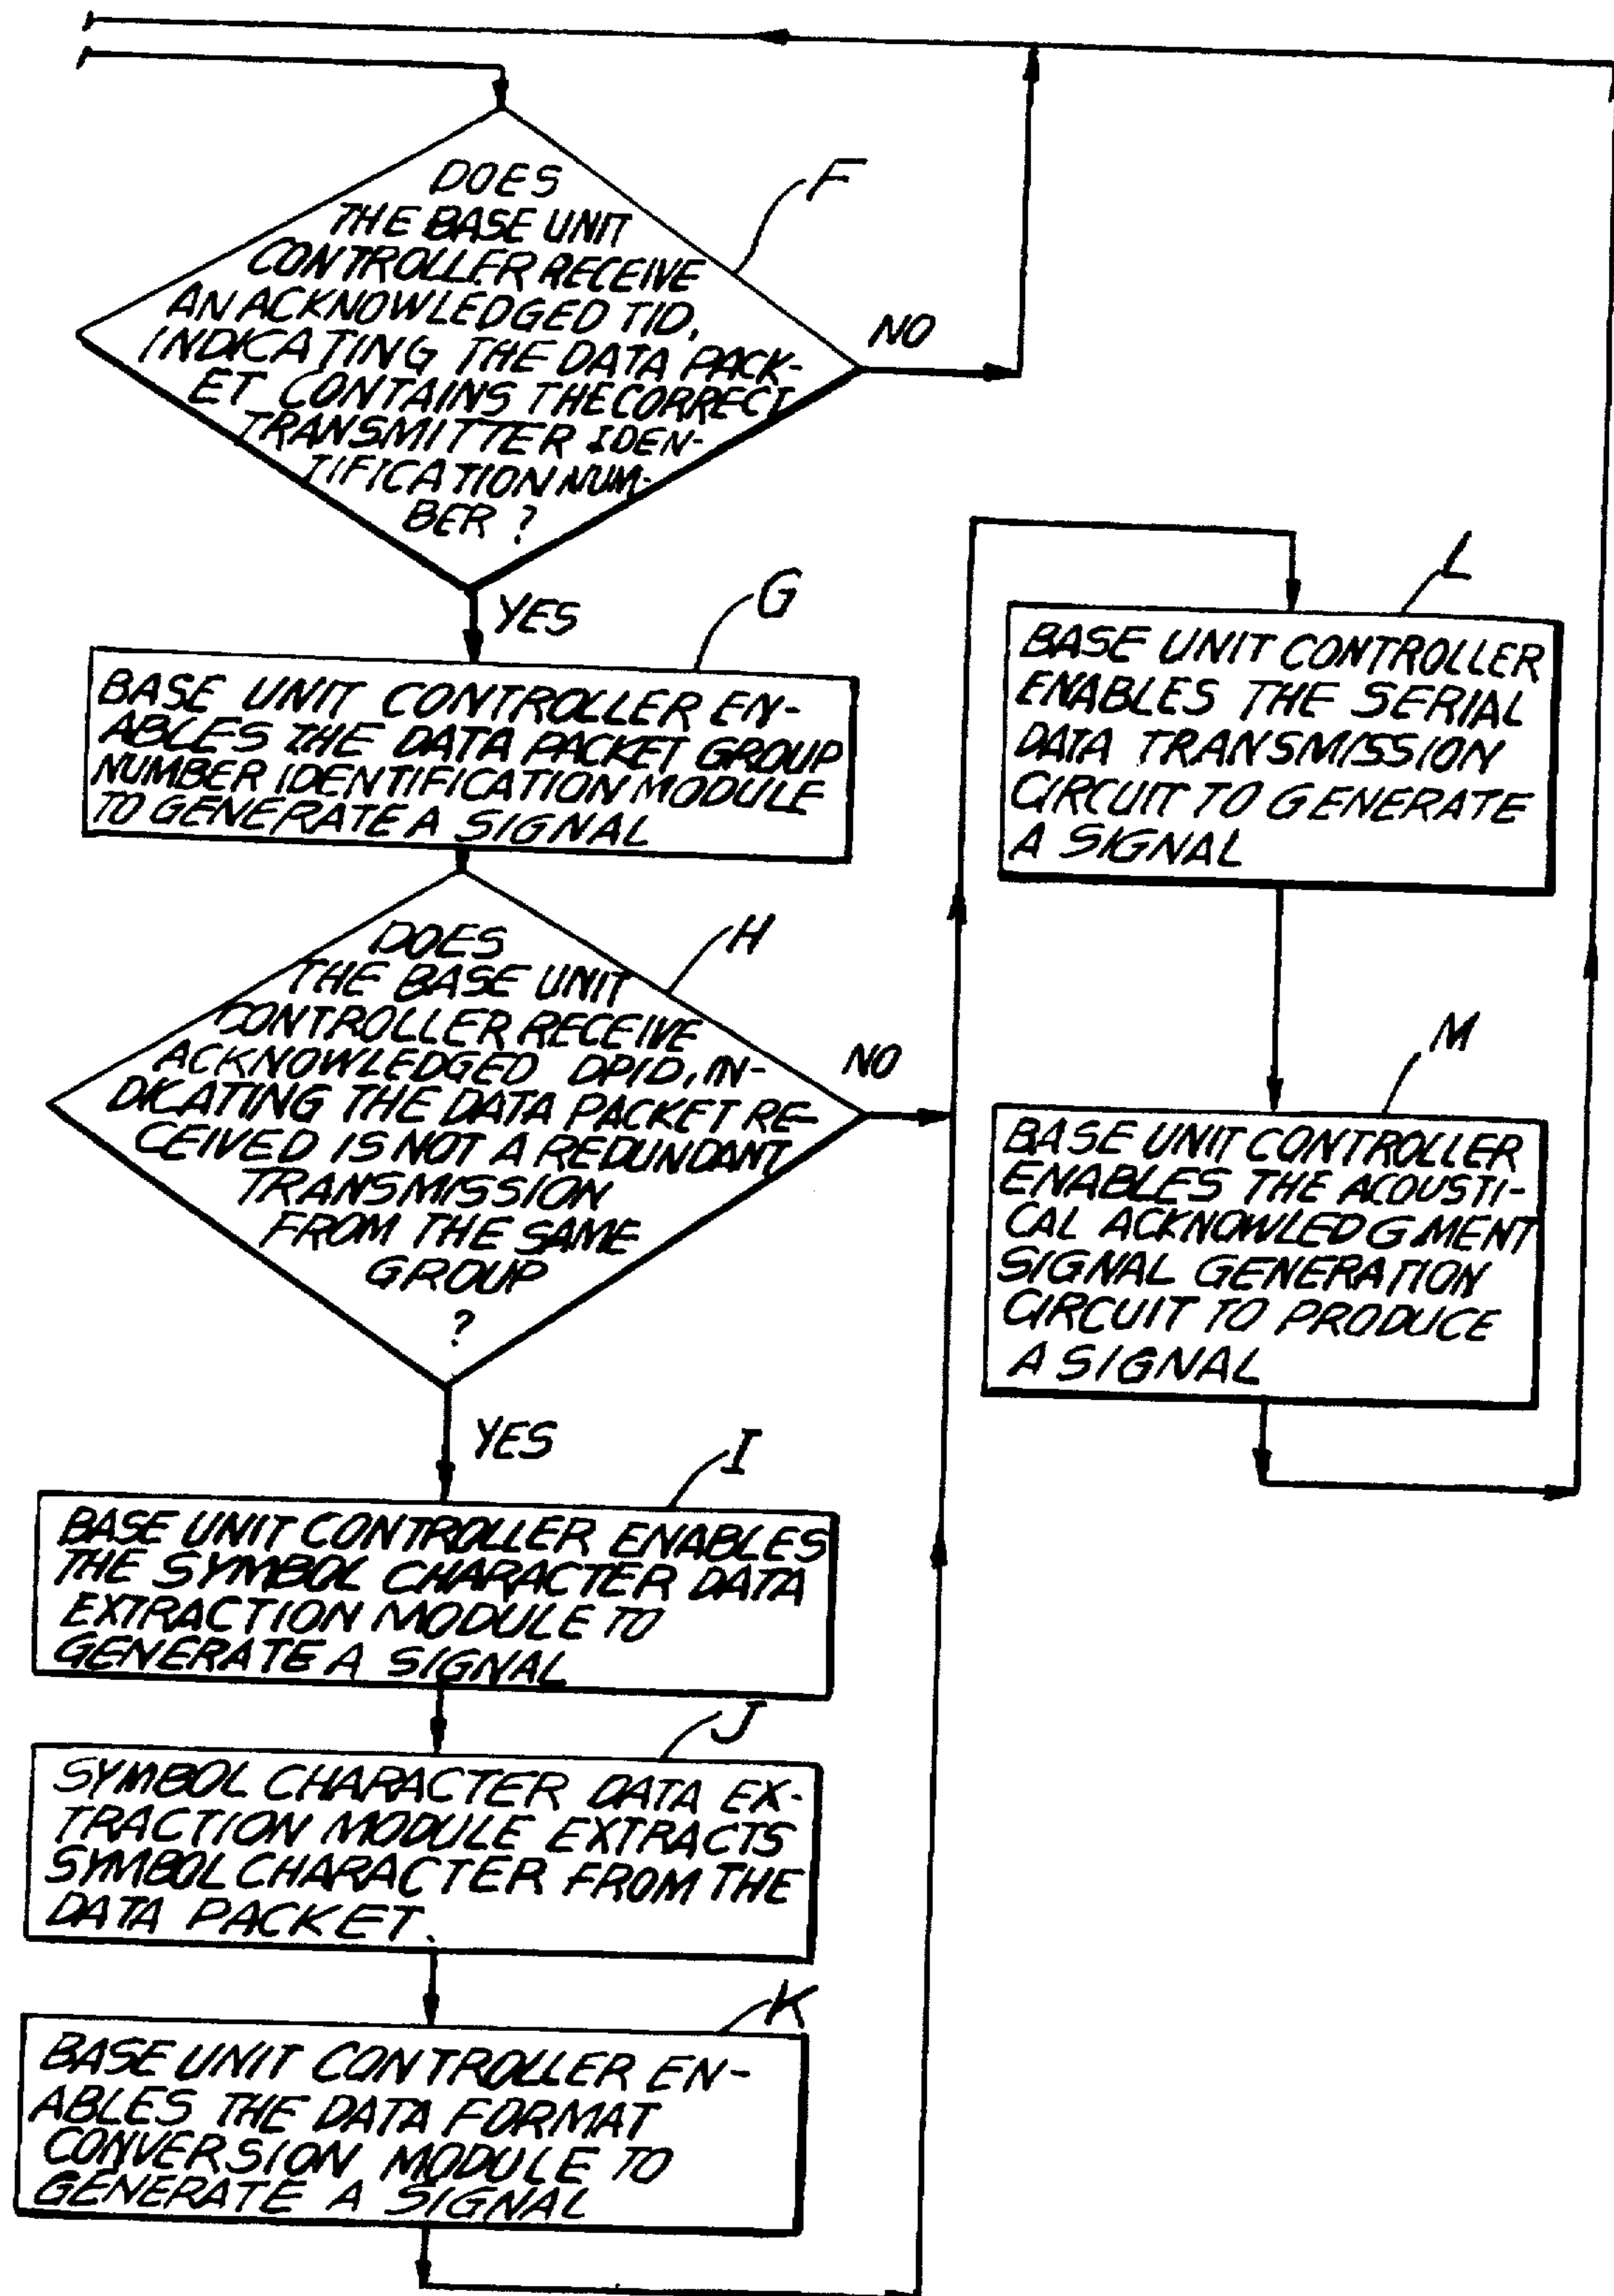 DOES
THE BASE UNIT
CONTROLLER RECEIVE
AN ACKNOWLEDGED TID,
INDICATING THE DATA PACK-
ET CONTAINS THE CORRECT
TRANSMITTER IDEN-
TIFICATION NUM-
BER ?
F
NO
YES
G
BASE UNIT CONTROLLER EN-
ABLES THE DATA PACKET GROUP
NUMBER IDENTIFICATION MODULE
TO GENERATE A SIGNAL
DOES
THE BASE UNIT
CONTROLLER RECEIVE
ACKNOWLEDGED DPID, IN-
DICATING THE DATA PACKET RE-
CEIVED IS NOT A REDUNDANT
TRANSMISSION
FROM THE SAME
GROUP
?
H
NO
YES
I
BASE UNIT CONTROLLER ENABLES
THE SYMBOL CHARACTER DATA
EXTRACTION MODULE TO
GENERATE A SIGNAL
J
SYMBOL CHARACTER DATA EX-
TRACTION MODULE EXTRACTS
SYMBOL CHARACTER FROM THE
DATA PACKET.
K
BASE UNIT CONTROLLER EN-
ABLES THE DATA FORMAT
CONVERSION MODULE TO
GENERATE A SIGNAL
L
BASE UNIT CONTROLLER
ENABLES THE SERIAL
DATA TRANSMISSION
CIRCUIT TO GENERATE
A SIGNAL
M
BASE UNIT CONTROLLER
ENABLES THE ACOUSTI-
CAL ACKNOWLEDGMENT
SIGNAL GENERATION
CIRCUIT TO PRODUCE
A SIGNAL